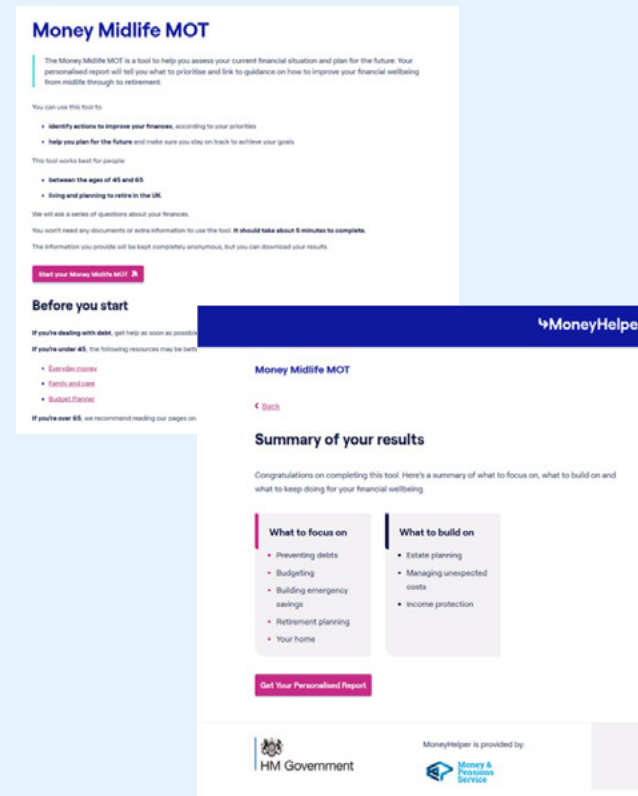 Money Midlife MOT
The Money Midlife MOT is a tool to help you assess your current financial situation and plan for the future. Your
personalised report will tell you what to prioritise and link to guidance on how to improve your financial wellbeing
from midlife through to retirement.
You can use this tool to:
identify actions to improve your finances, according to your priorities
help you plan for the future and make sure you stay on track to achieve your goals.
This tool works best for people:
between the ages of 45 and 65
living and planning to retire in the UK.
We will ask a series of questions about your finances.
You won't need any documents or extra information to use the tool. It should take about 5 minutes to complete.
The information you provide will be kept completely anonymous, but you can download your results.
Start your Money Midlife MOT
Before you start
If you're dealing with debt, get help as soon as possible
If you're under 45, the following resources may be bett
Everyday money
Family and care
Budget Planner
If you're over 65, we recommend reading our pages on
MoneyHelpe
Money Midlife MOT
Back
Summary of your results
Congratulations on completing this tool. Here's a summary of what to focus on, what to build on and
what to keep doing for your financial wellbeing.
What to focus on
Preventing debts
Budgeting
Building emergency
savings
Retirement planning
Your home
What to build on
Estate planning
Managing unexpected
costs
Income protection
Get Your Personalised Report
HM Government
MoneyHelper is provided by:
Money &
Pensions
Service